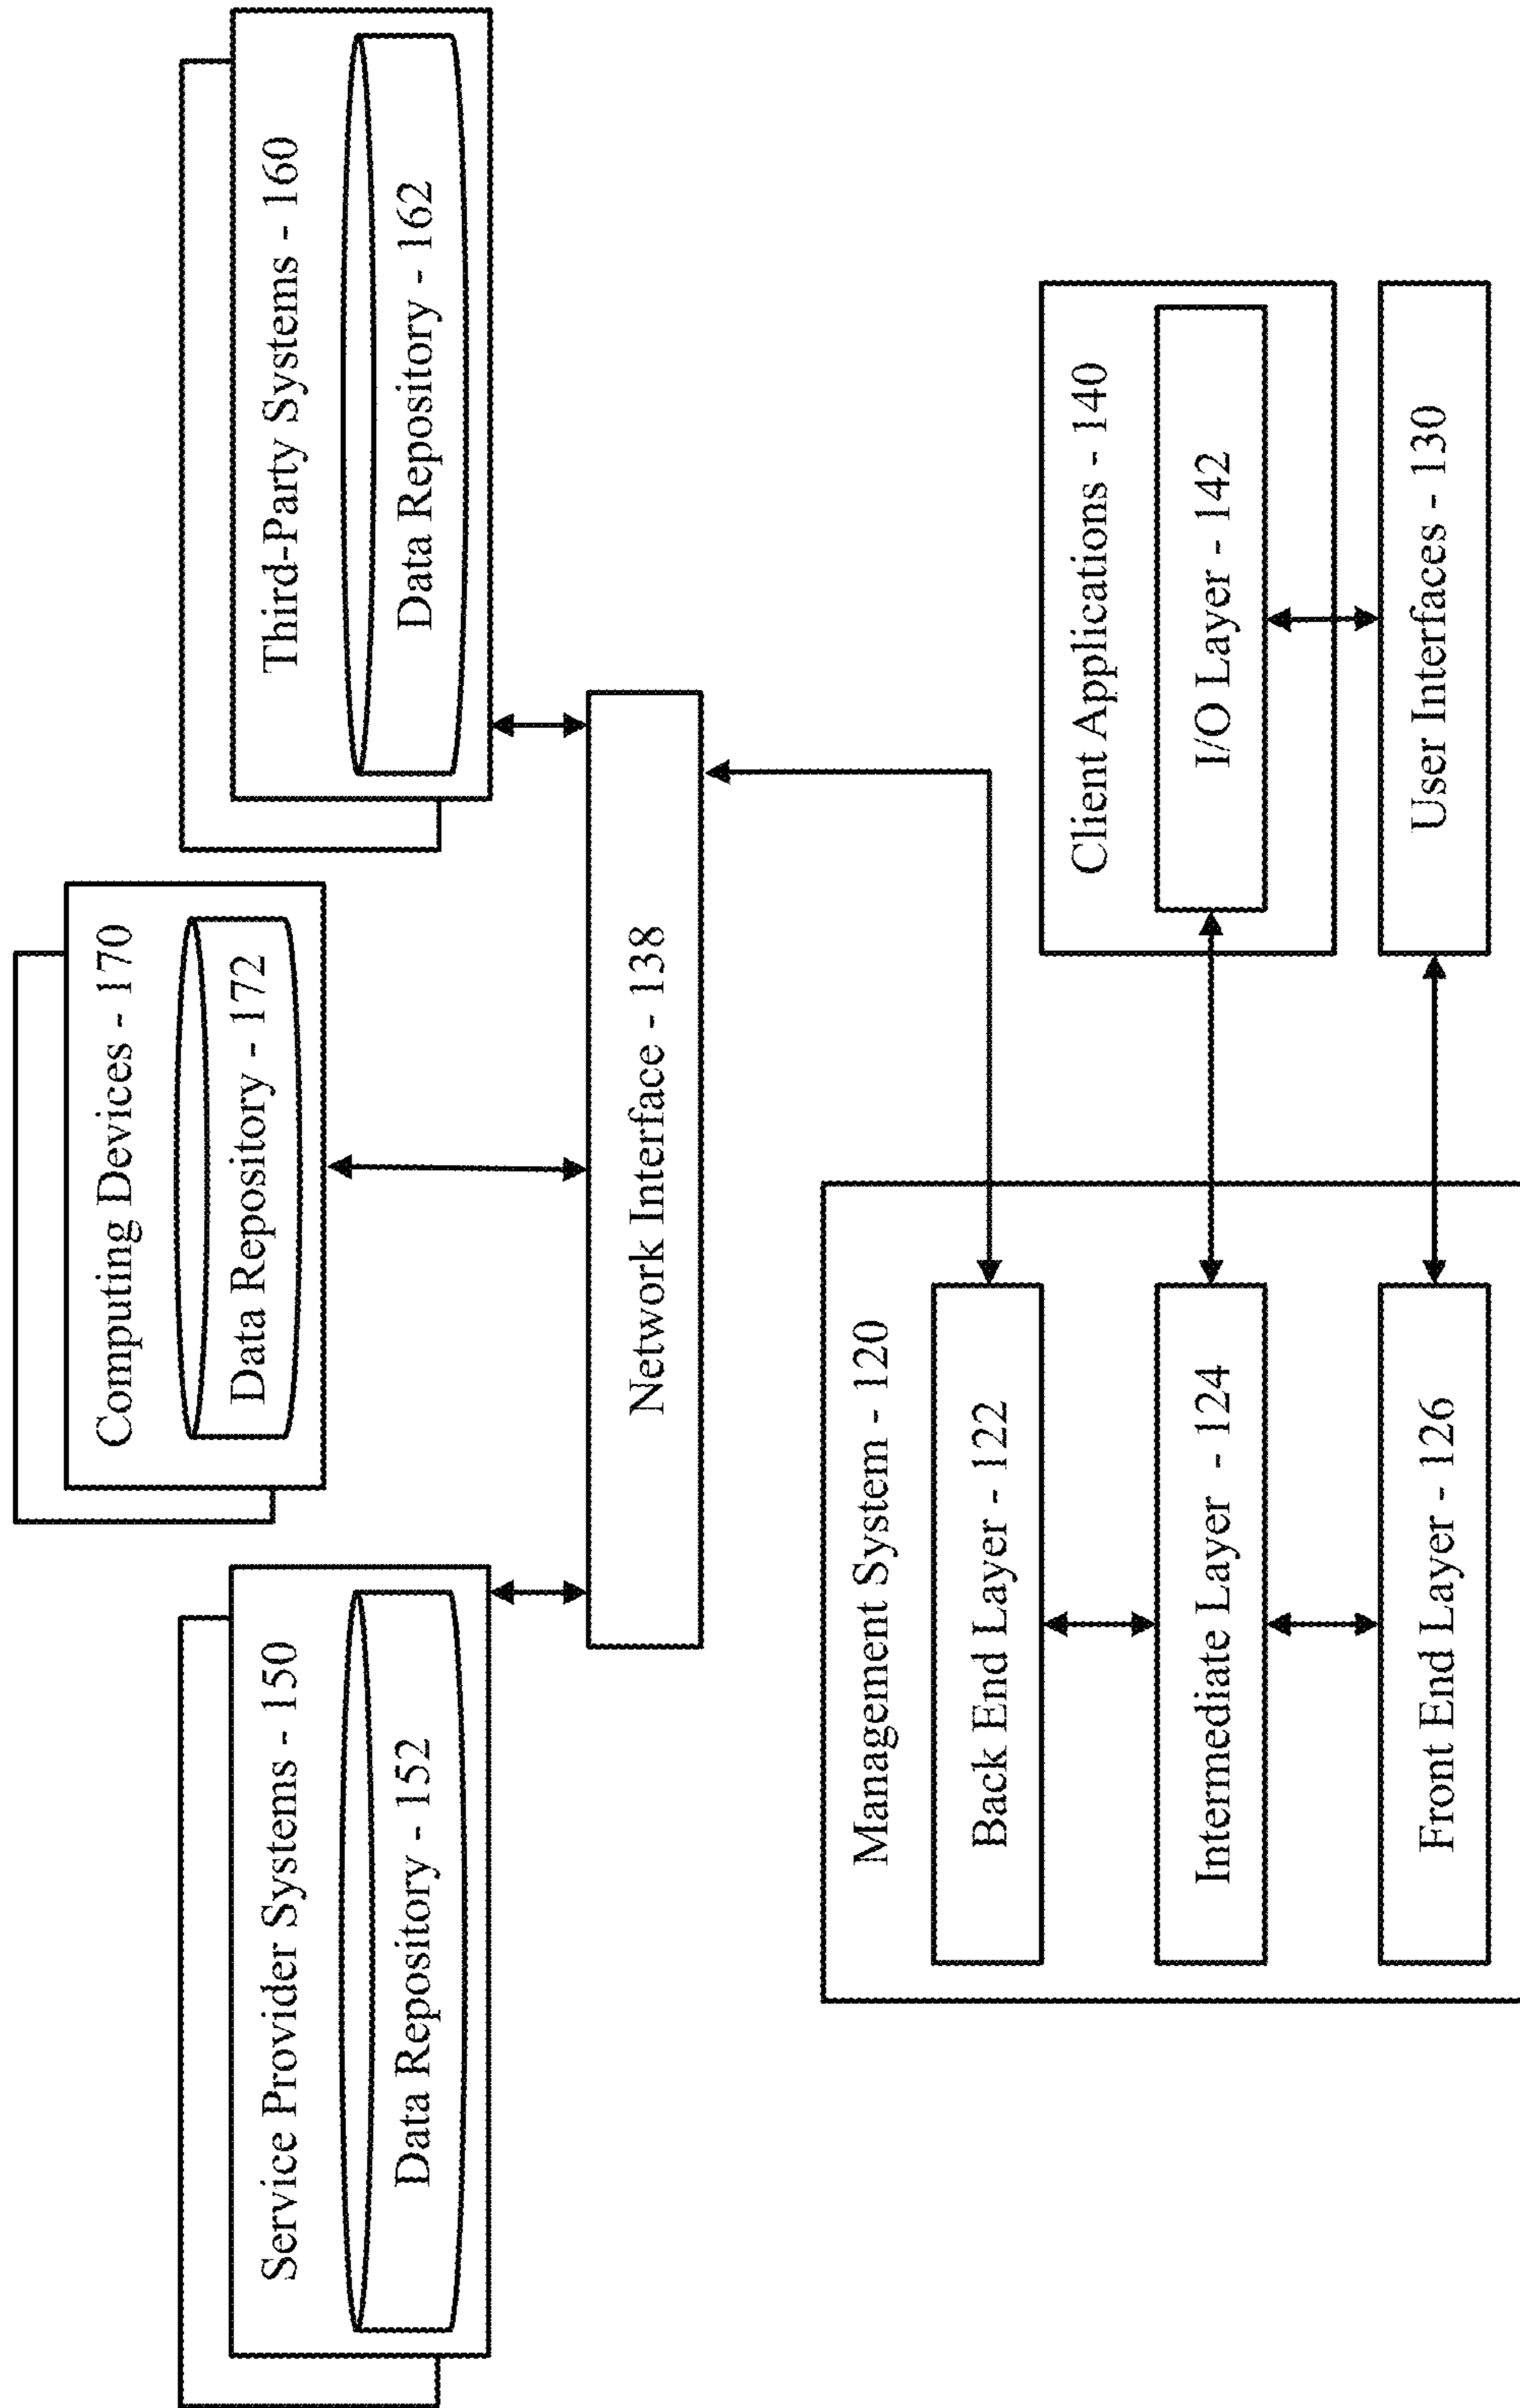 Computing Devices - 170
Data Repository - 172
Service Provider Systems - 150
Data Repository - 152
Third-Party Systems - 160
Data Repository - 162
Network Interface - 138
Management System - 120
Back End Layer - 122
Intermediate Layer - 124
Front End Layer - 126
Client Applications - 140
I/O Layer - 142
User Interfaces - 130